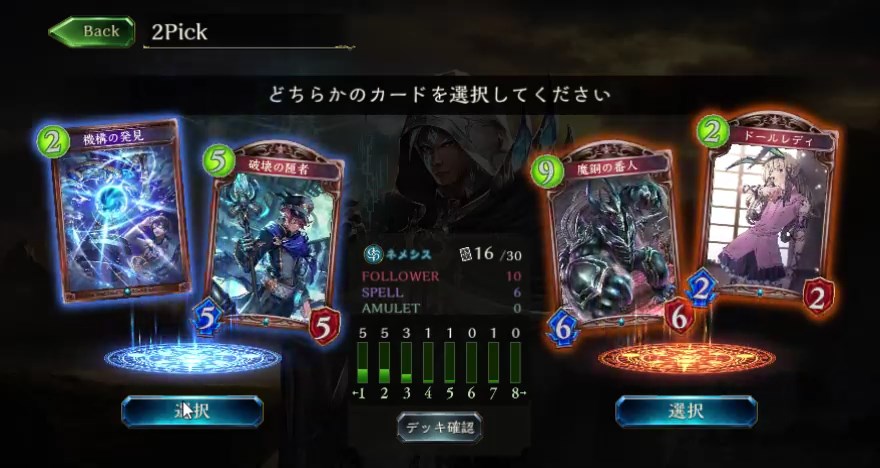 Back
2Pick
どちらかのカードを選択してください
2
機構の発見
5
破壊の隠者
5
5
ネメシス
16 /30
FOLLOWER 10
SPELL 6
AMULET 0
5 5 3 1 1 0 1 0
←1 2 3 4 5 6 7 8→
9
魔鋼の番人
6
6
2
ドールレディ
2
2
選択
デッキ確認
選択